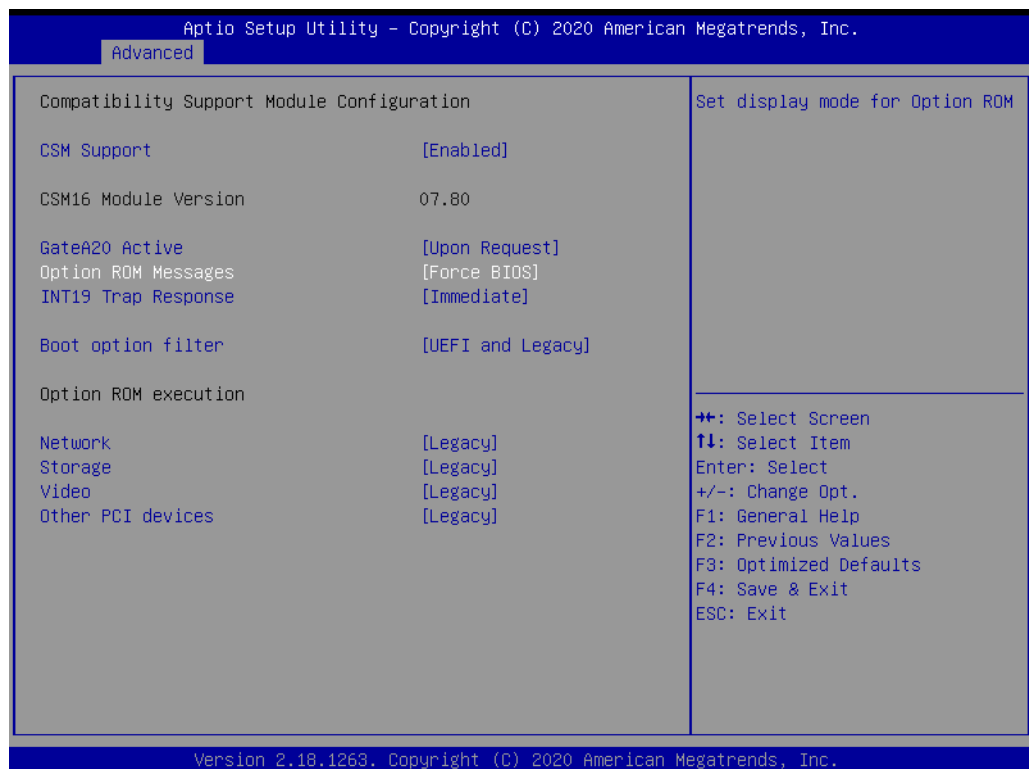 Aptio Setup Utility – Copyright (C) 2020 American Megatrends, Inc.
Advanced
Compatibility Support Module Configuration
CSM Support [Enabled]
CSM16 Module Version 07.80
GateA20 Active [Upon Request]
Option ROM Messages [Force BIOS]
INT19 Trap Response [Immediate]
Boot option filter [UEFI and Legacy]
Option ROM execution
Network [Legacy]
Storage [Legacy]
Video [Legacy]
Other PCI devices [Legacy]
Set display mode for Option ROM
→←: Select Screen
↑↓: Select Item
Enter: Select
+/-: Change Opt.
F1: General Help
F2: Previous Values
F3: Optimized Defaults
F4: Save & Exit
ESC: Exit
Version 2.18.1263. Copyright (C) 2020 American Megatrends, Inc.